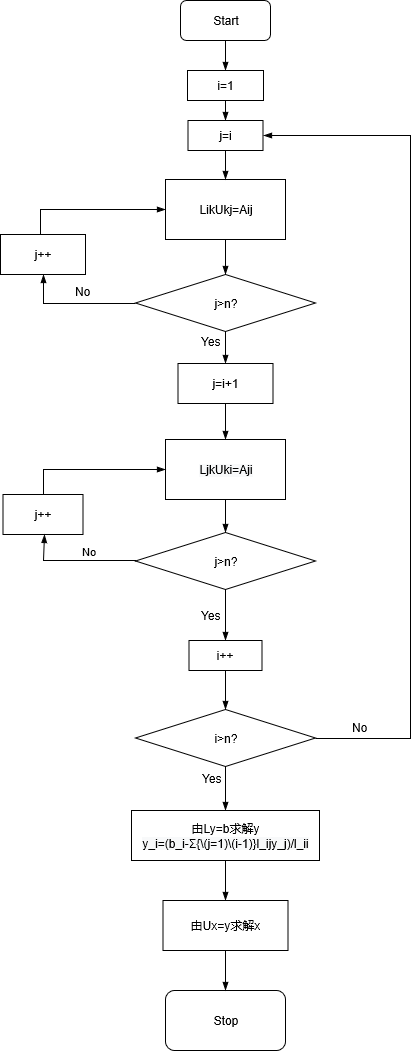 Start
i=1
j=i
LikUkj=Aij
j++
No
j>n?
Yes
j=i+1
LjkUki=Aji
j++
No
j>n?
Yes
i++
i>n?
No
Yes
由Ly=b求解y
y_i=(b_i-Σ{\(j=1)\(i-1)}l_ijy_j)/l_ii
由Ux=y求解x
Stop